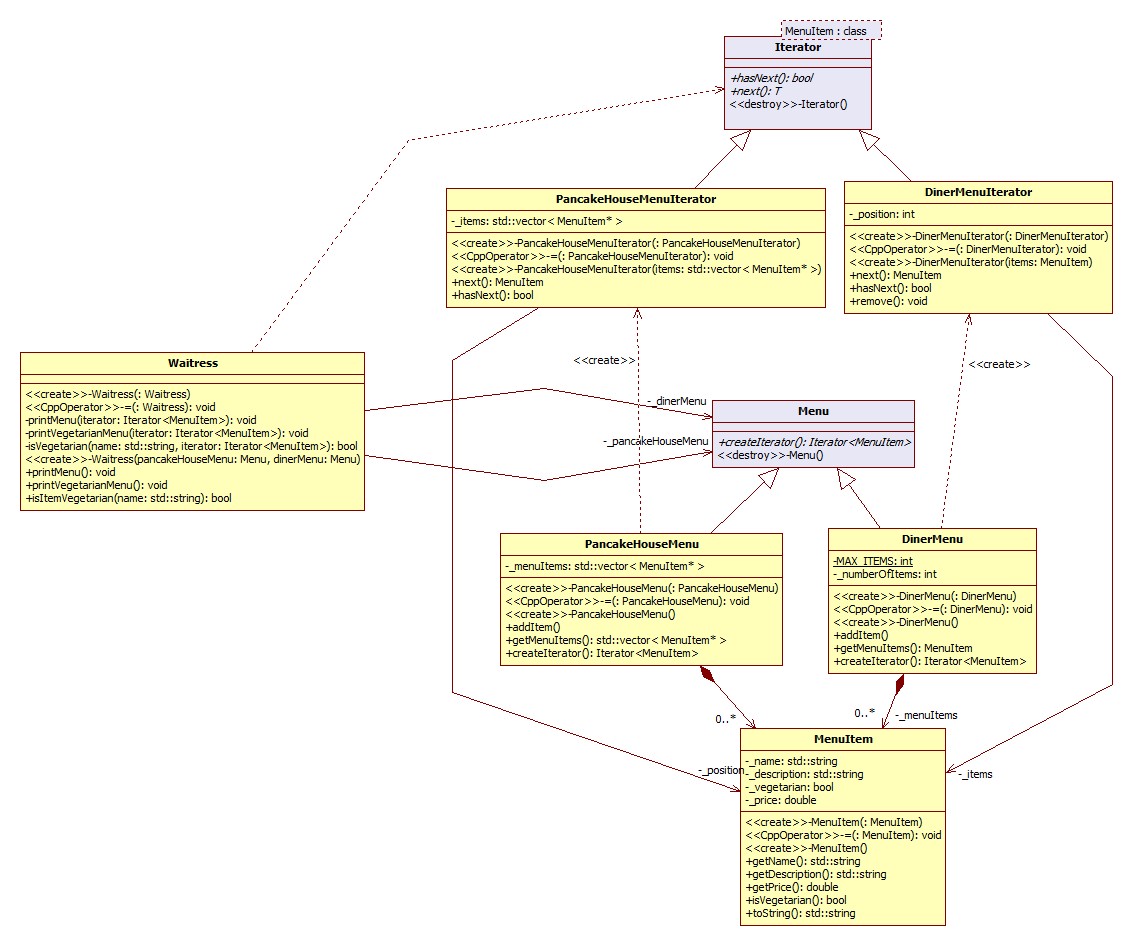 MenuItem : class
Iterator
+hasNext(): bool
+next(): T
<<destroy>>-Iterator()
PancakeHouseMenuIterator
-_items: std::vector< MenuItem* >
<<create>>-PancakeHouseMenuIterator(: PancakeHouseMenuIterator)
<<CppOperator>>-=(: PancakeHouseMenuIterator): void
<<create>>-PancakeHouseMenuIterator(items: std::vector< MenuItem* >)
+next(): MenuItem
+hasNext(): bool
DinerMenuIterator
-_position: int
<<create>>-DinerMenuIterator(: DinerMenuIterator)
<<CppOperator>>-=(: DinerMenuIterator): void
<<create>>-DinerMenuIterator(items: MenuItem)
+next(): MenuItem
+hasNext(): bool
+remove(): void
<<create>>
<<create>>
Waitress
<<create>>-Waitress(: Waitress)
<<CppOperator>>-=(: Waitress): void
-printMenu(iterator: Iterator<MenuItem>): void
-printVegetarianMenu(iterator: Iterator<MenuItem>): void
-isVegetarian(name: std::string, iterator: Iterator<MenuItem>): bool
<<create>>-Waitress(pancakeHouseMenu: Menu, dinerMenu: Menu)
+printMenu(): void
+printVegetarianMenu(): void
+isItemVegetarian(name: std::string): bool
-_dinerMenu
-_pancakeHouseMenu
Menu
+createIterator(): Iterator<MenuItem>
<<destroy>>-Menu()
PancakeHouseMenu
-_menuItems: std::vector< MenuItem* >
<<create>>-PancakeHouseMenu(: PancakeHouseMenu)
<<CppOperator>>-=(: PancakeHouseMenu): void
<<create>>-PancakeHouseMenu()
+addItem()
+getMenuItems(): std::vector< MenuItem* >
+createIterator(): Iterator<MenuItem>
DinerMenu
-MAX_ITEMS: int
-_numberOfItems: int
<<create>>-DinerMenu(: DinerMenu)
<<CppOperator>>-=(: DinerMenu): void
<<create>>-DinerMenu()
+addItem()
+getMenuItems(): MenuItem
+createIterator(): Iterator<MenuItem>
0..*
0..*
-_menuItems
-_position
-_items
MenuItem
-_name: std::string
-_description: std::string
-_vegetarian: bool
-_price: double
<<create>>-MenuItem(: MenuItem)
<<CppOperator>>-=(: MenuItem): void
<<create>>-MenuItem()
+getName(): std::string
+getDescription(): std::string
+getPrice(): double
+isVegetarian(): bool
+toString(): std::string